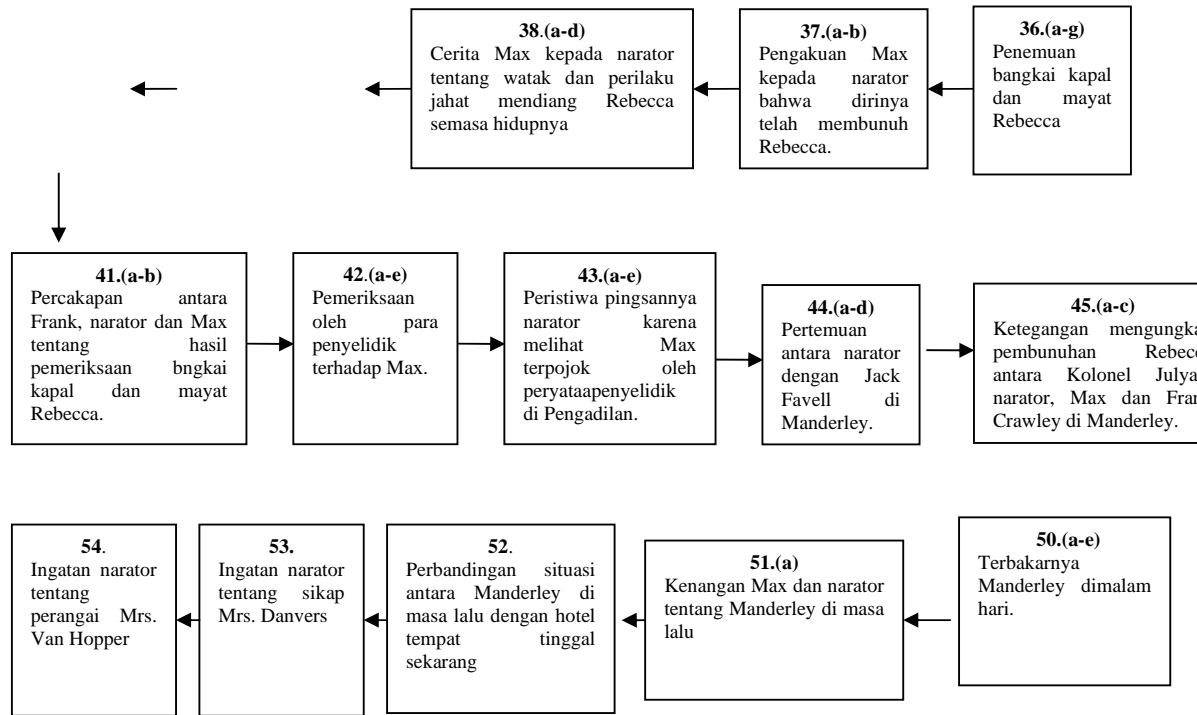 38.(a-d)
Cerita Max kepada narator
tentang watak dan perilaku
jahat mendiang Rebecca
semasa hidupnya
37.(a-b)
Pengakuan Max
kepada narator
bahwa dirinya
telah membunuh
Rebecca.
36.(a-g)
Penemuan
bangkai kapal
dan mayat
Rebecca
41.(a-b)
Percakapan antara
Frank, narator dan Max
tentang hasil
pemeriksaan bngkai
kapal dan mayat
Rebecca.
42.(a-e)
Pemeriksaan
oleh para
penyelidik
terhadap Max.
43.(a-e)
Peristiwa pingsannya
narator karena
melihat Max
terpojok oleh
peryataapenyelidik
di Pengadilan.
44.(a-d)
Pertemuan
antara narator
dengan Jack
Favell di
Manderley.
45.(a-c)
Ketegangan mengungka
pembunuhan Rebec
antara Kolonel Julya
narator, Max dan Fran
Crawley di Manderley.
54.
Ingatan narator
tentang
perangai Mrs.
Van Hopper
53.
Ingatan narator
tentang sikap
Mrs. Danvers
52.
Perbandingan situasi
antara Manderley di
masa lalu dengan hotel
tempat tinggal
sekarang
51.(a)
Kenangan Max dan narator
tentang Manderley di masa
lalu
50.(a-e)
Terbakarnya
Manderley dimalam
hari.